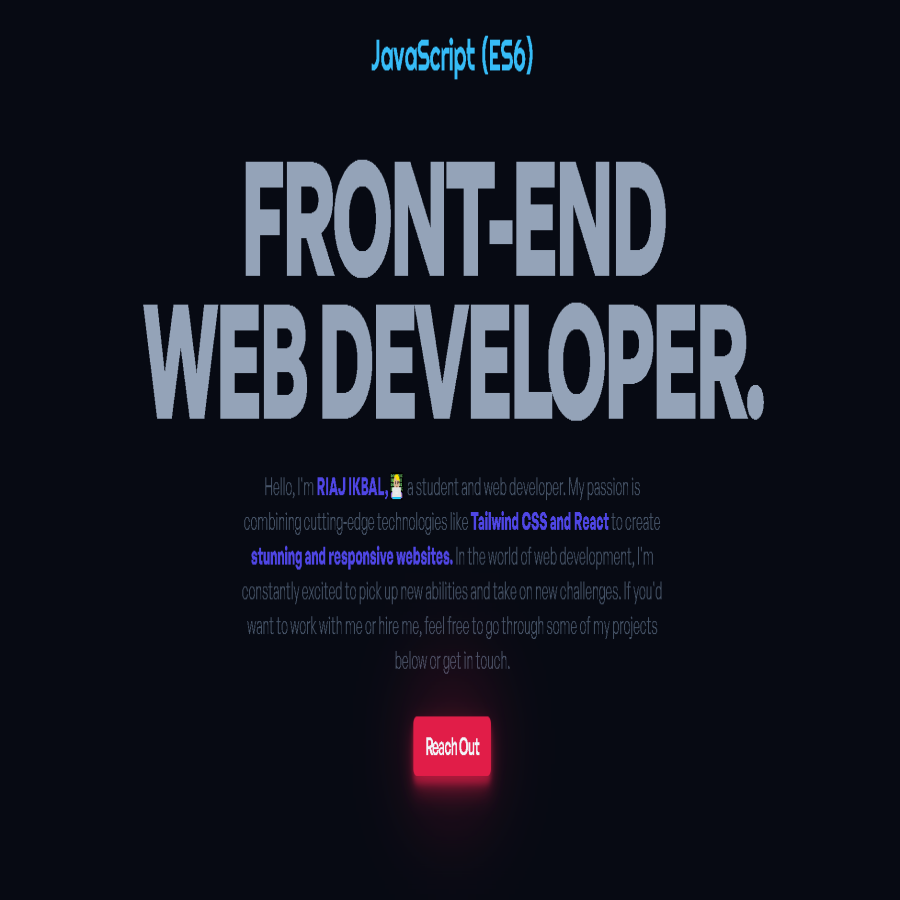 JavaScript (ES6)
FRONT-END
WEB DEVELOPER.
Hello, I'm RIAJ IKBAL, a student and web developer. My passion is
combining cutting-edge technologies like Tailwind CSS and React to create
stunning and responsive websites. In the world of web development, I'm
constantly excited to pick up new abilities and take on new challenges. If you'd
want to work with me or hire me, feel free to go through some of my projects
below or get in touch.
Reach Out